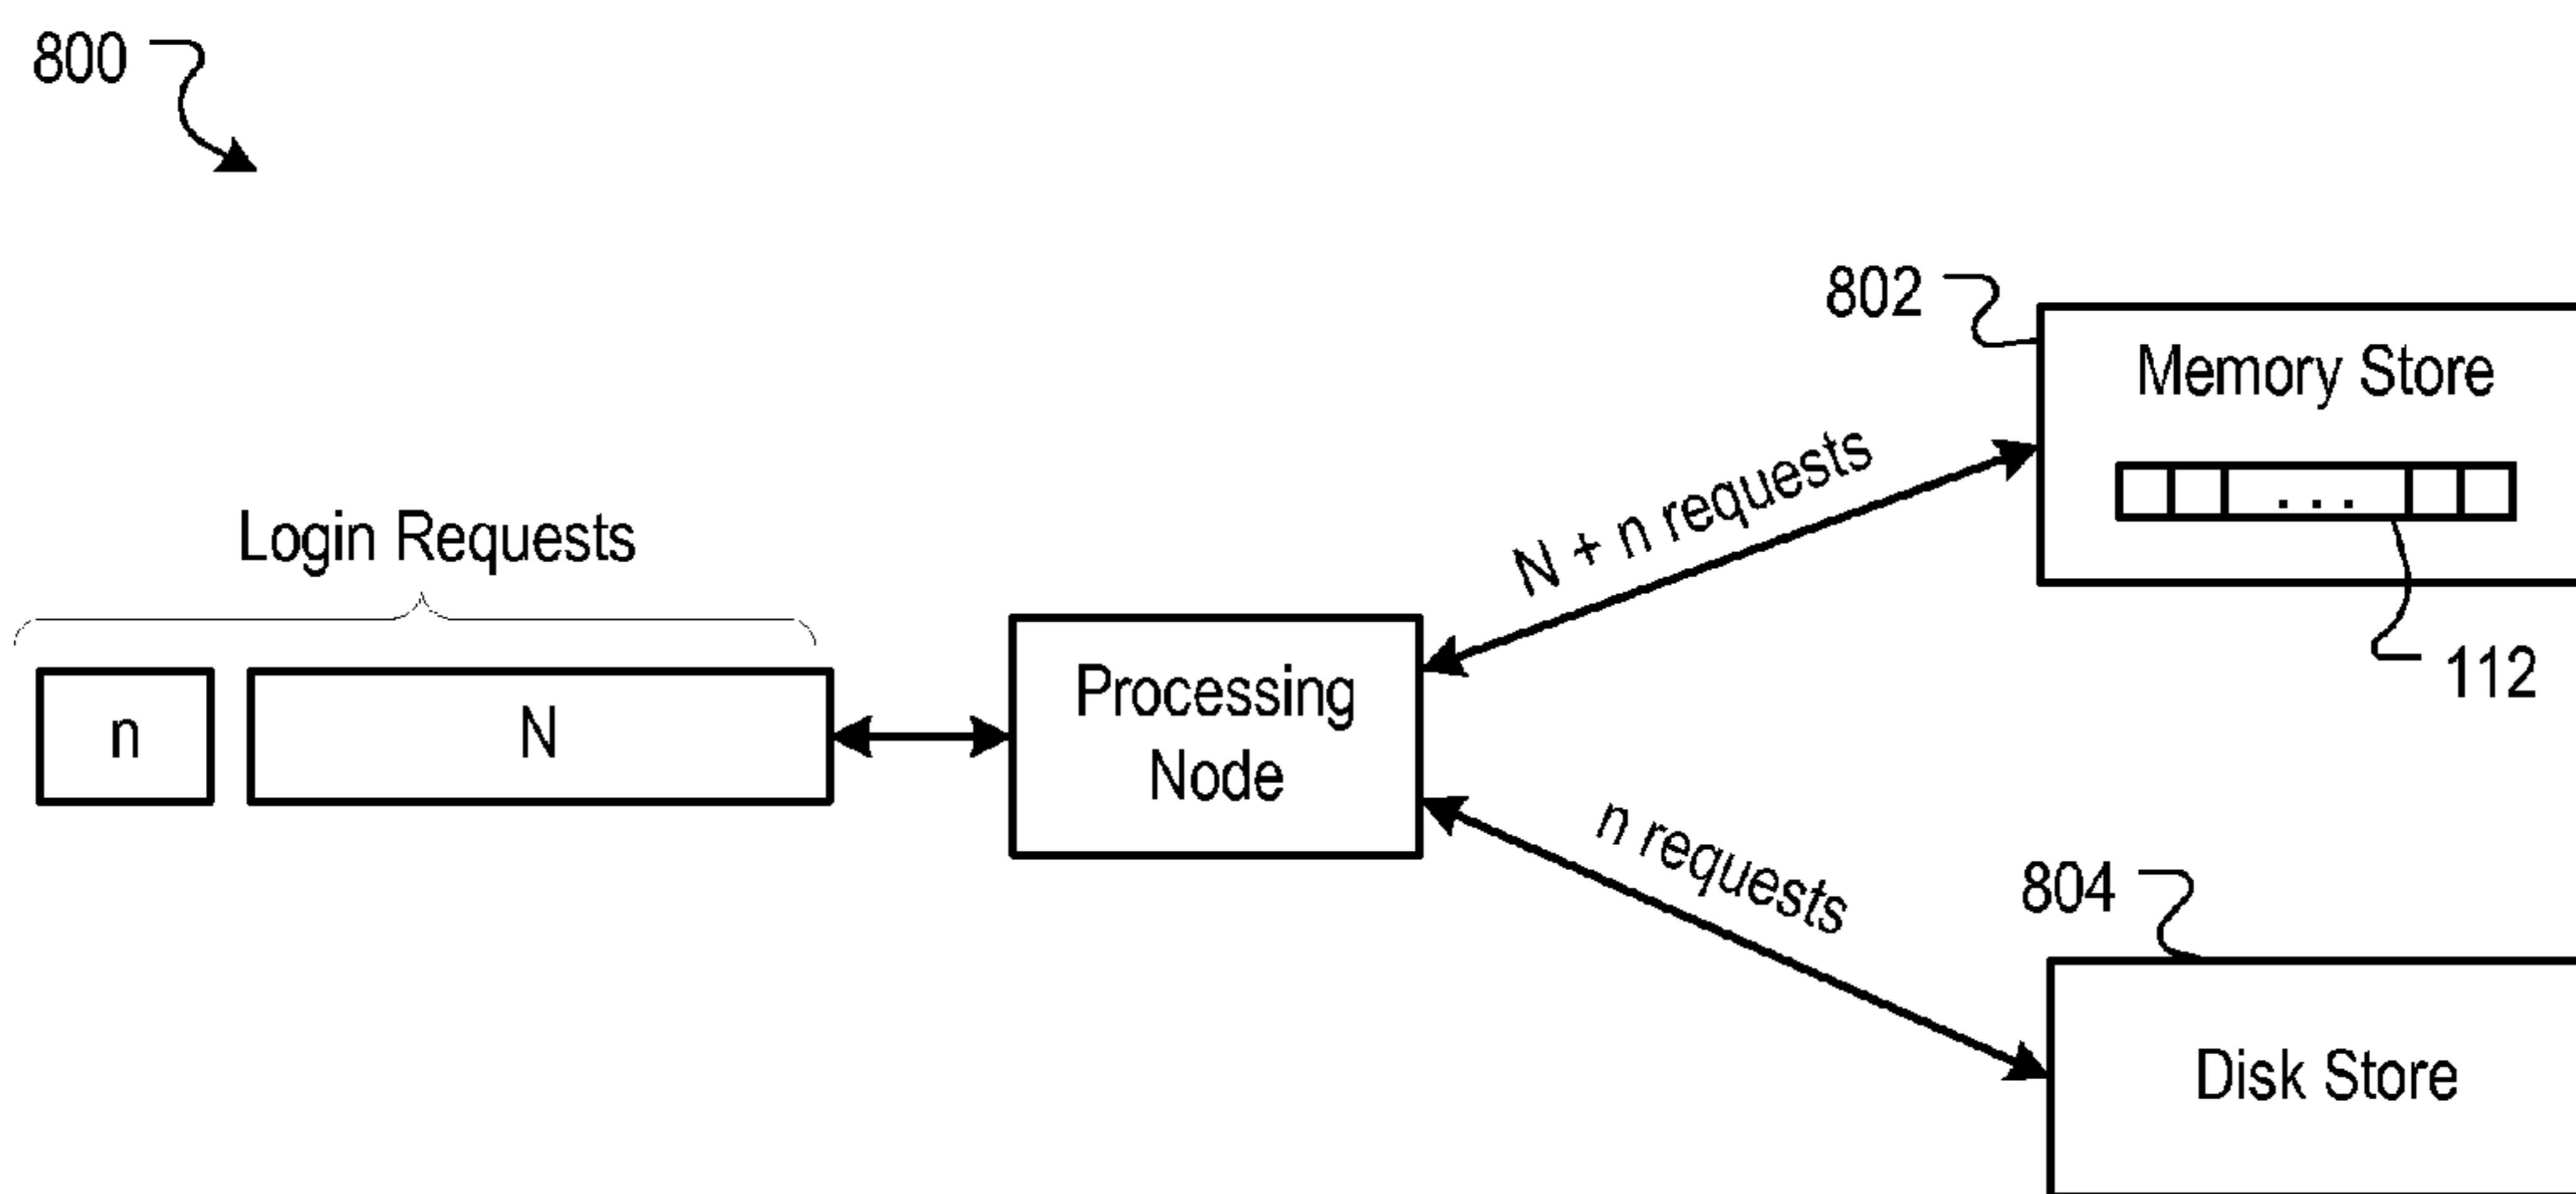 800
802
Memory Store
. . .
N + n requests
Login Requests
112
Processing
Node
n
N
n requests
804
Disk Store